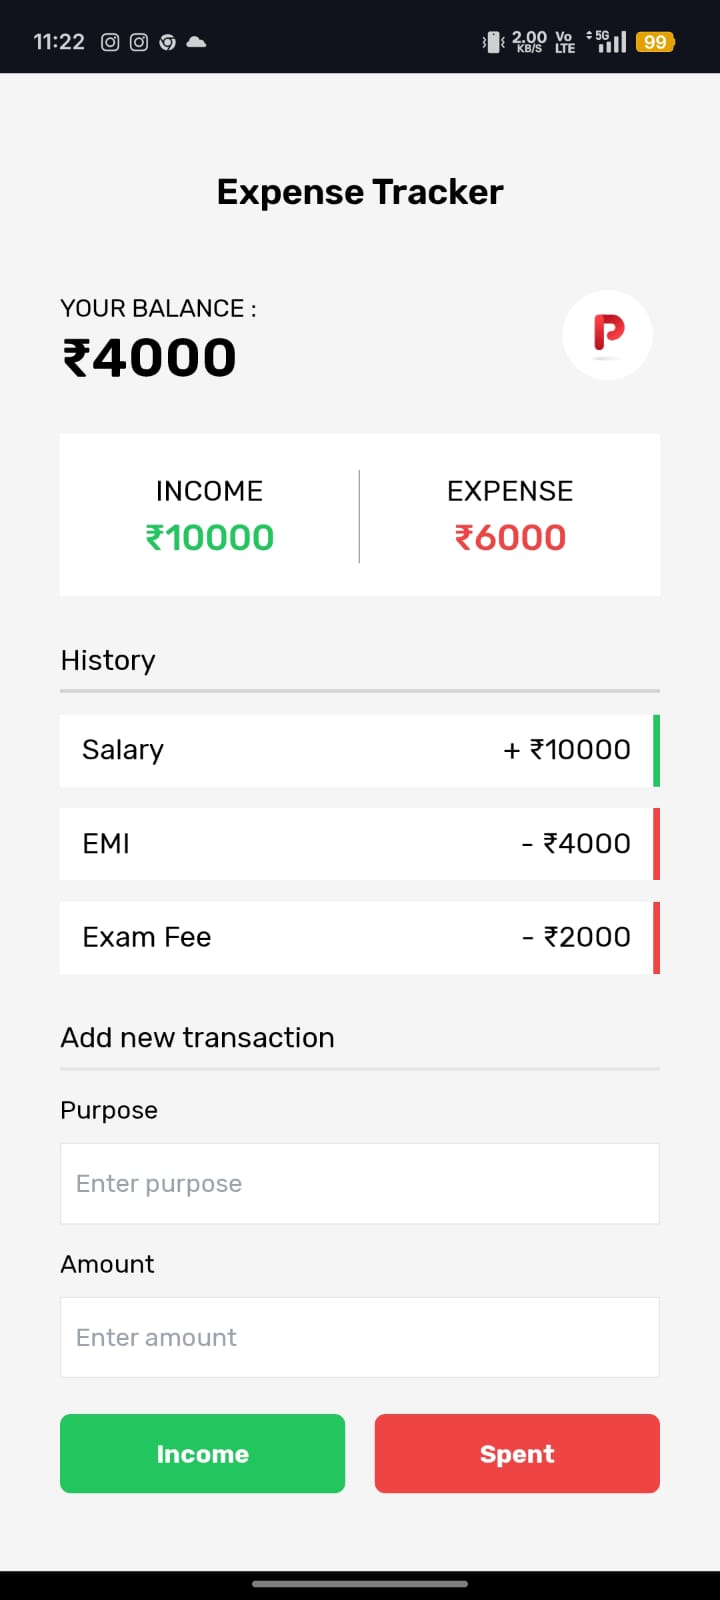 11:22 2.00 KB/S Vo LTE 5G 99
Expense Tracker
YOUR BALANCE :
₹4000
P
INCOME EXPENSE
₹10000 ₹6000
History
Salary + ₹10000
EMI - ₹4000
Exam Fee - ₹2000
Add new transaction
Purpose
Enter purpose
Amount
Enter amount
Income Spent